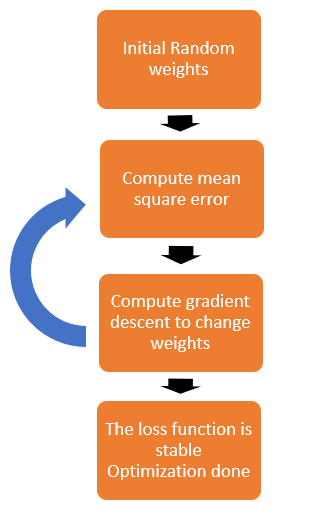 Initial Random
weights
Compute mean
square error
Compute gradient
descent to change
weights
The loss function is
stable
Optimization done